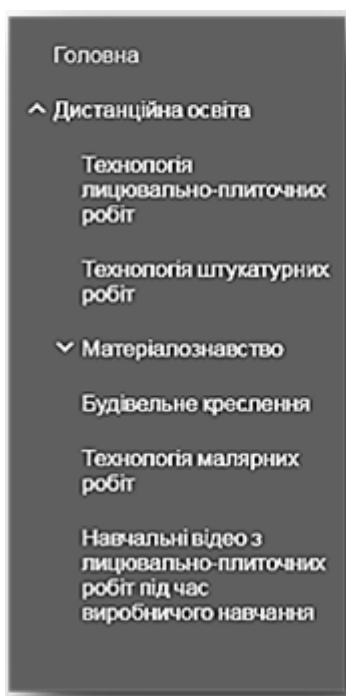 Головна
Дистанційна освіта
Технологія
лицювально-плиточних
робіт
Технологія штукатурних
робіт
Матеріалознавство
Будівельне креслення
Технологія малярних
робіт
Навчальні відео з
лицювально-плиточних
робіт під час
виробничого навчання